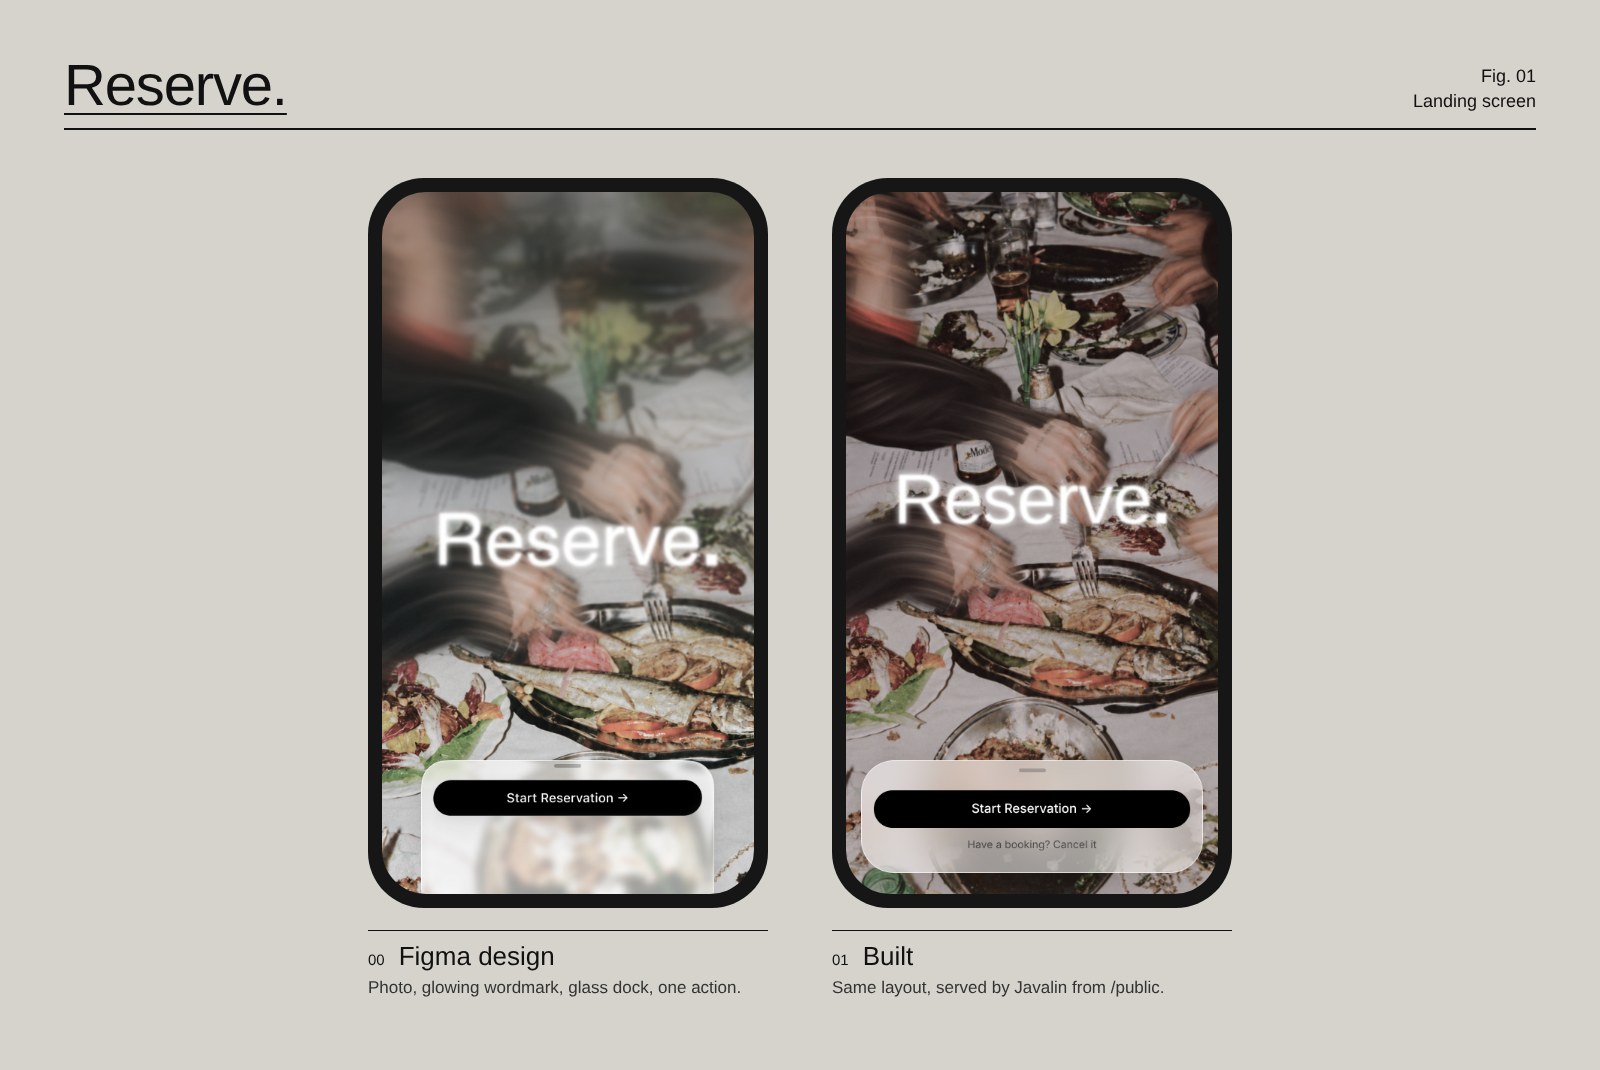 Reserve.
Fig. 01
Landing screen
Reserve.
Start Reservation →
Reserve.
Start Reservation →
Have a booking? Cancel it
00 Figma design
Photo, glowing wordmark, glass dock, one action.
01 Built
Same layout, served by Javalin from /public.